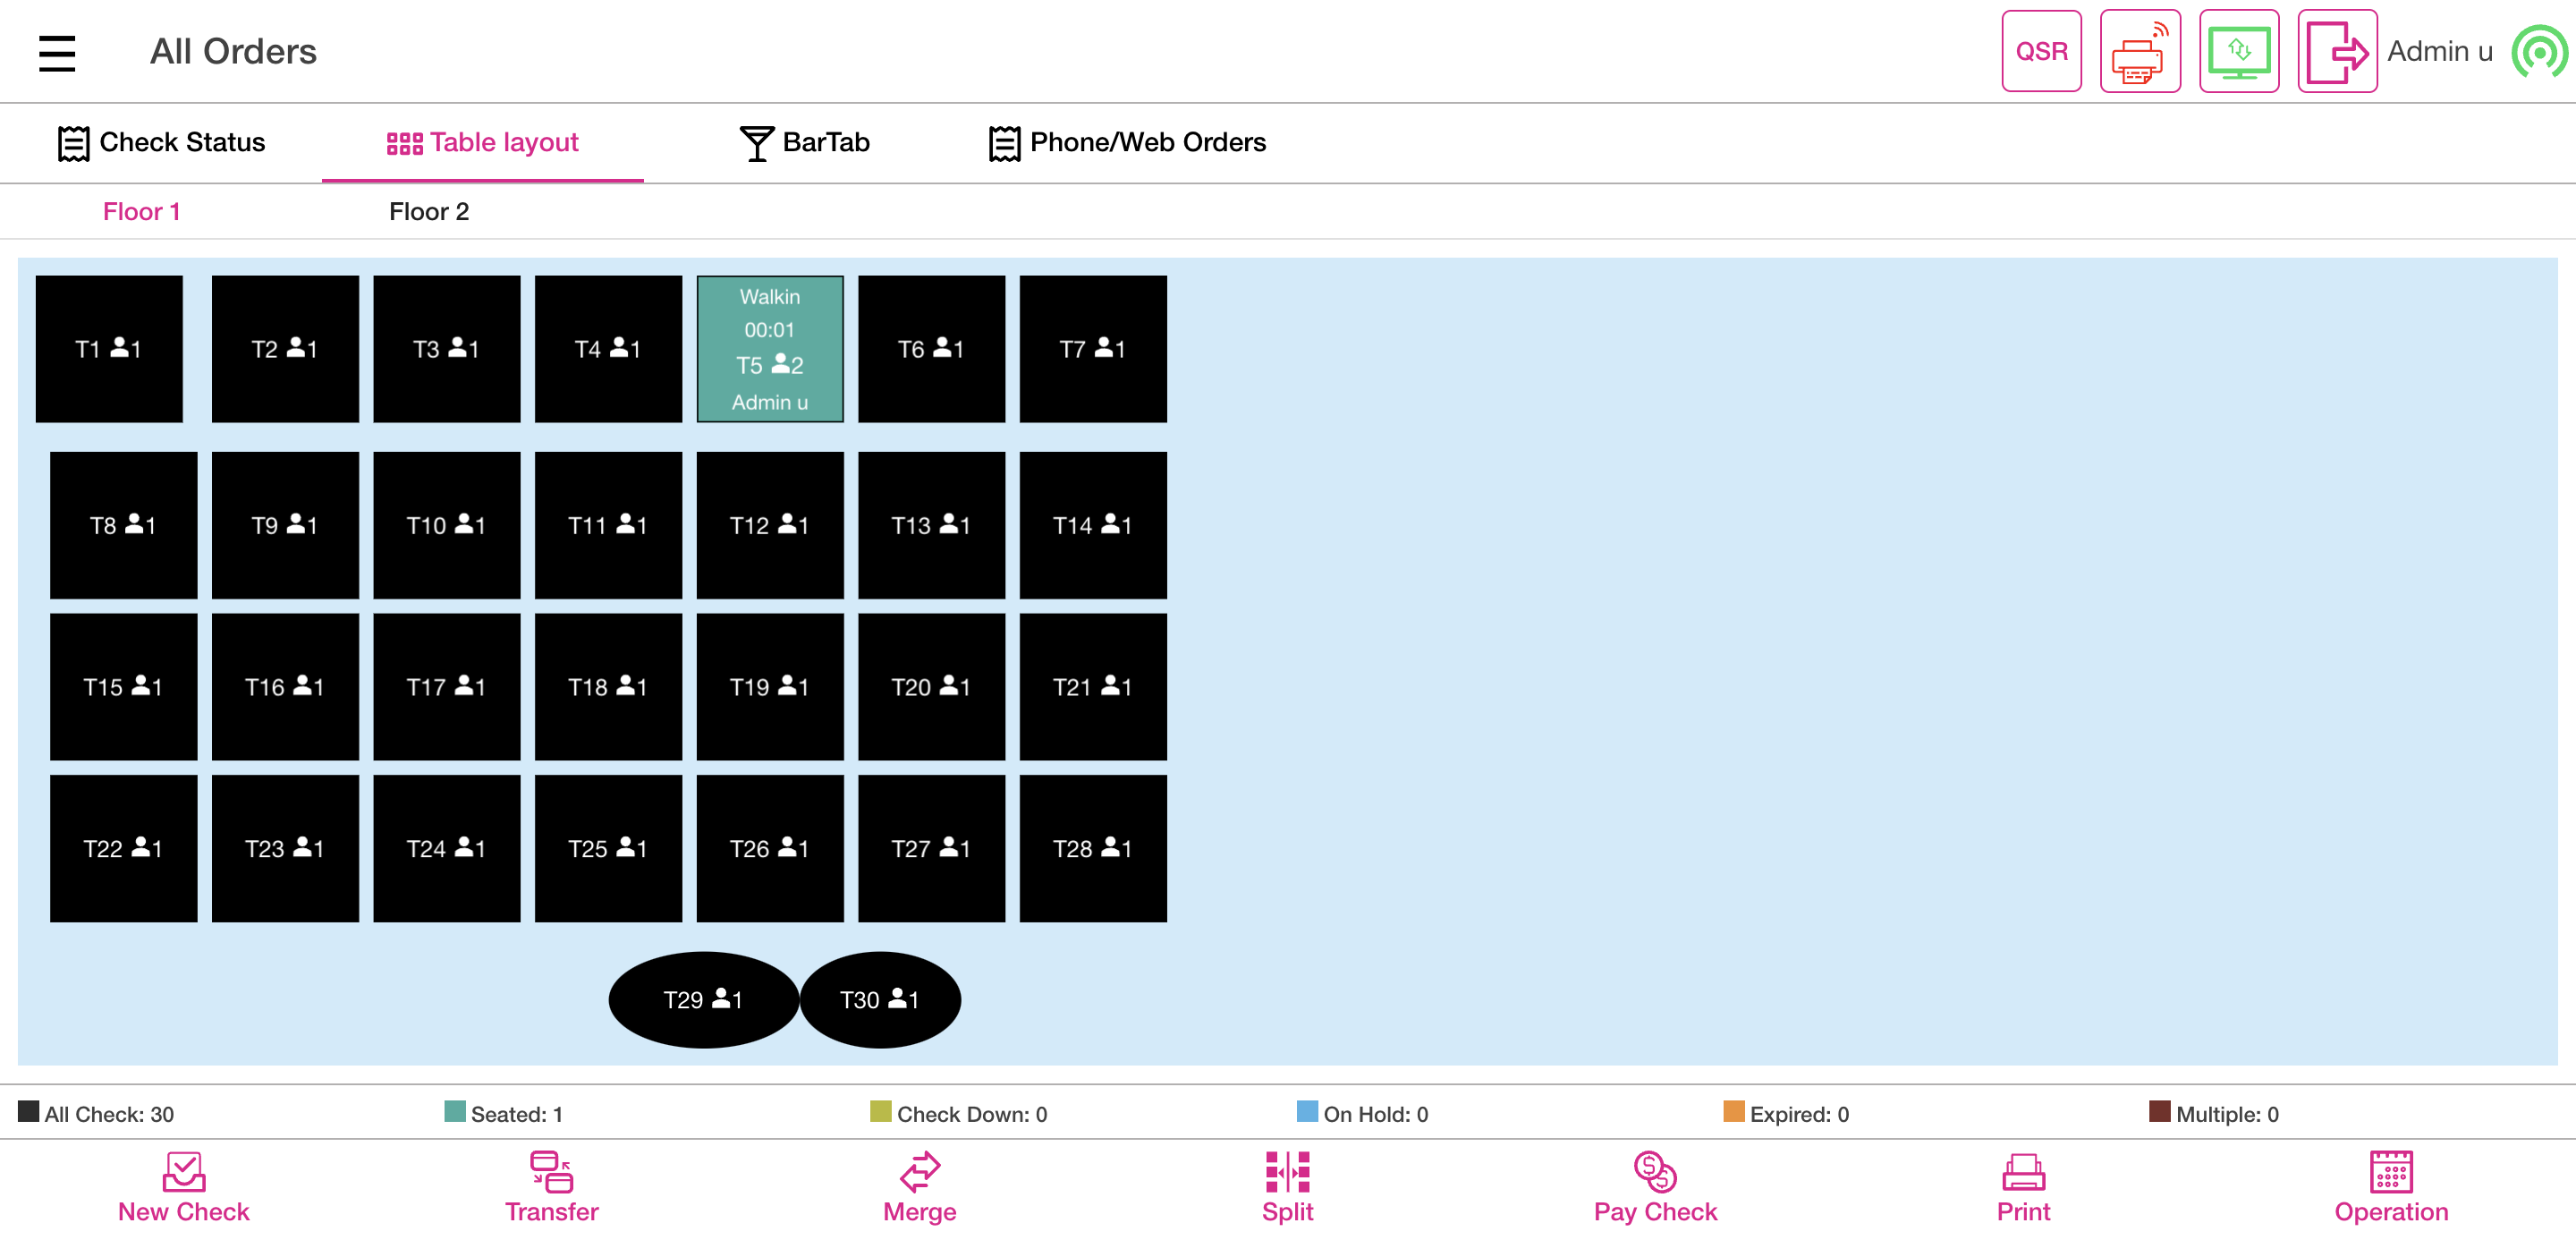 All Orders
QSR
Admin u
Check Status
Table layout
BarTab
Phone/Web Orders
Floor 1
Floor 2
T1 1
T2 1
T3 1
T4 1
Walkin
00:01
T5 2
Admin u
T6 1
T7 1
T8 1
T9 1
T10 1
T11 1
T12 1
T13 1
T14 1
T15 1
T16 1
T17 1
T18 1
T19 1
T20 1
T21 1
T22 1
T23 1
T24 1
T25 1
T26 1
T27 1
T28 1
T29 1
T30 1
All Check: 30
Seated: 1
Check Down: 0
On Hold: 0
Expired: 0
Multiple: 0
New Check
Transfer
Merge
Split
Pay Check
Print
Operation